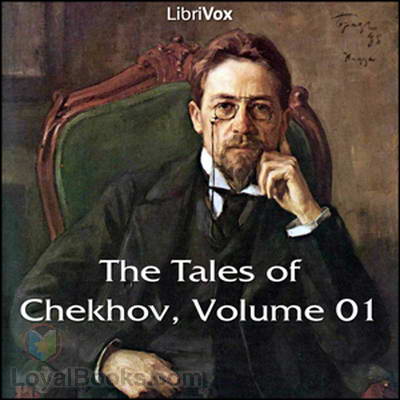 LibriVox
The Tales of
Chekhov, Volume 01
LoyalBooks.com